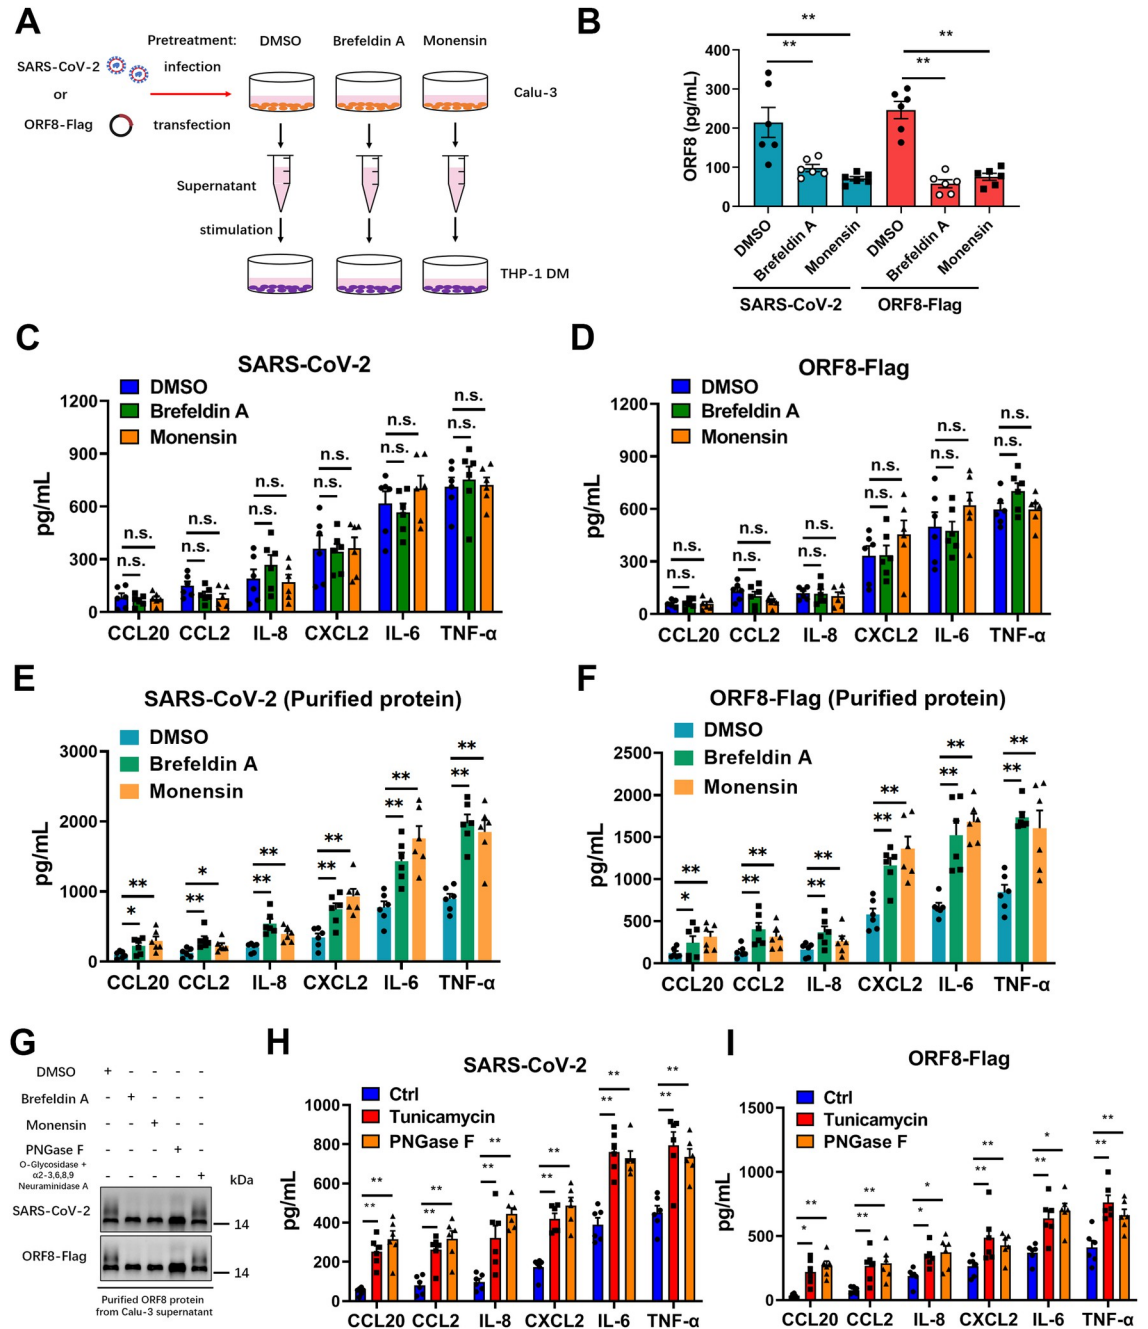 A
Pretreatment: DMSO Brefeldin A Monensin
SARS-CoV-2 infection
or
ORF8-Flag transfection
Calu-3
Supernatant
stimulation
THP-1 DM
B
ORF8 (pg/mL)
400
300
200
100
0
** ** ** **
DMSO Brefeldin A Monensin DMSO Brefeldin A Monensin
SARS-CoV-2 ORF8-Flag
C
SARS-CoV-2
DMSO
Brefeldin A
Monensin
pg/mL
1200
900
600
300
0
n.s. n.s. n.s. n.s. n.s. n.s. n.s. n.s. n.s. n.s. n.s. n.s.
CCL20 CCL2 IL-8 CXCL2 IL-6 TNF-α
D
ORF8-Flag
DMSO
Brefeldin A
Monensin
pg/mL
1200
900
600
300
0
n.s. n.s. n.s. n.s. n.s. n.s. n.s. n.s. n.s. n.s. n.s. n.s.
CCL20 CCL2 IL-8 CXCL2 IL-6 TNF-α
E
SARS-CoV-2 (Purified protein)
DMSO
Brefeldin A
Monensin
pg/mL
3000
2000
1000
0
** * * ** ** ** ** ** ** ** ** **
CCL20 CCL2 IL-8 CXCL2 IL-6 TNF-α
F
ORF8-Flag (Purified protein)
DMSO
Brefeldin A
Monensin
pg/mL
2500
2000
1500
1000
500
0
** * ** ** ** ** ** ** ** ** ** **
CCL20 CCL2 IL-8 CXCL2 IL-6 TNF-α
G
DMSO + - - - -
Brefeldin A - + - - -
Monensin - - + - -
PNGase F - - - + -
O-Glycosidase +
α2-3,6,8,9
Neuraminidase A - - - - +
kDa
SARS-CoV-2
14
ORF8-Flag
14
Purified ORF8 protein
from Calu-3 supernatant
H
SARS-CoV-2
Ctrl
Tunicamycin
PNGase F
pg/mL
1000
800
600
400
200
0
** ** ** ** ** ** ** ** ** ** ** **
CCL20 CCL2 IL-8 CXCL2 IL-6 TNF-α
I
ORF8-Flag
Ctrl
Tunicamycin
PNGase F
pg/mL
1500
1000
500
0
** * ** ** * * ** ** * ** ** **
CCL20 CCL2 IL-8 CXCL2 IL-6 TNF-α